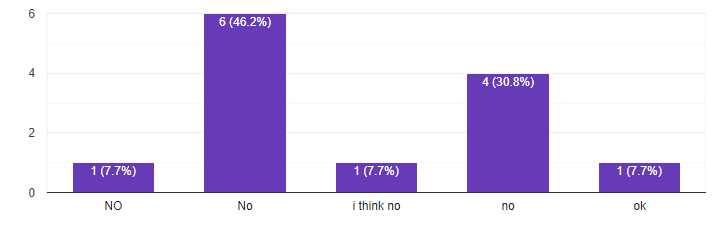 6
6 (46.2%)
4
4 (30.8%)
2
1 (7.7%)
1 (7.7%)
1 (7.7%)
0
NO
No
i think no
no
ok